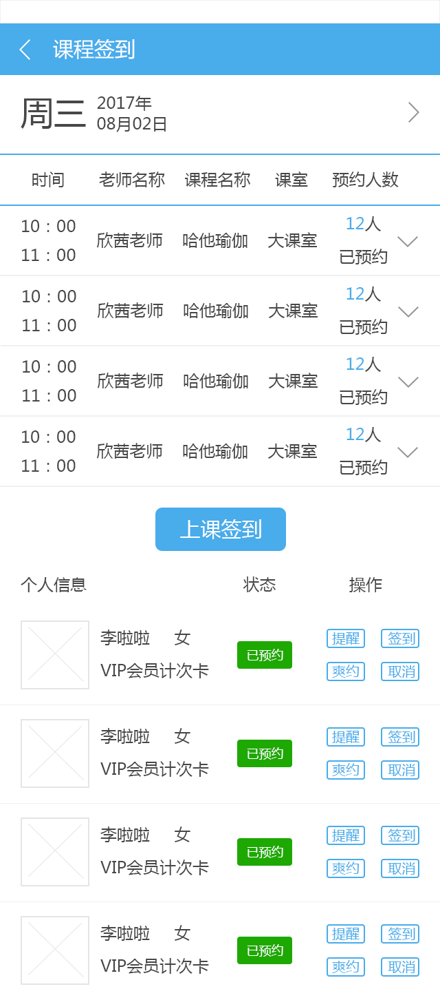 课程签到
周三
2017年
08月02日
时间 老师名称 课程名称 课室 预约人数
10：00
11：00
欣茜老师 哈他瑜伽 大课室
12人
已预约
10：00
11：00
欣茜老师 哈他瑜伽 大课室
12人
已预约
10：00
11：00
欣茜老师 哈他瑜伽 大课室
12人
已预约
10：00
11：00
欣茜老师 哈他瑜伽 大课室
12人
已预约
上课签到
个人信息 状态 操作
李啦啦 女
VIP会员计次卡
已预约
提醒 签到
爽约 取消
李啦啦 女
VIP会员计次卡
已预约
提醒 签到
爽约 取消
李啦啦 女
VIP会员计次卡
已预约
提醒 签到
爽约 取消
李啦啦 女
VIP会员计次卡
已预约
提醒 签到
爽约 取消